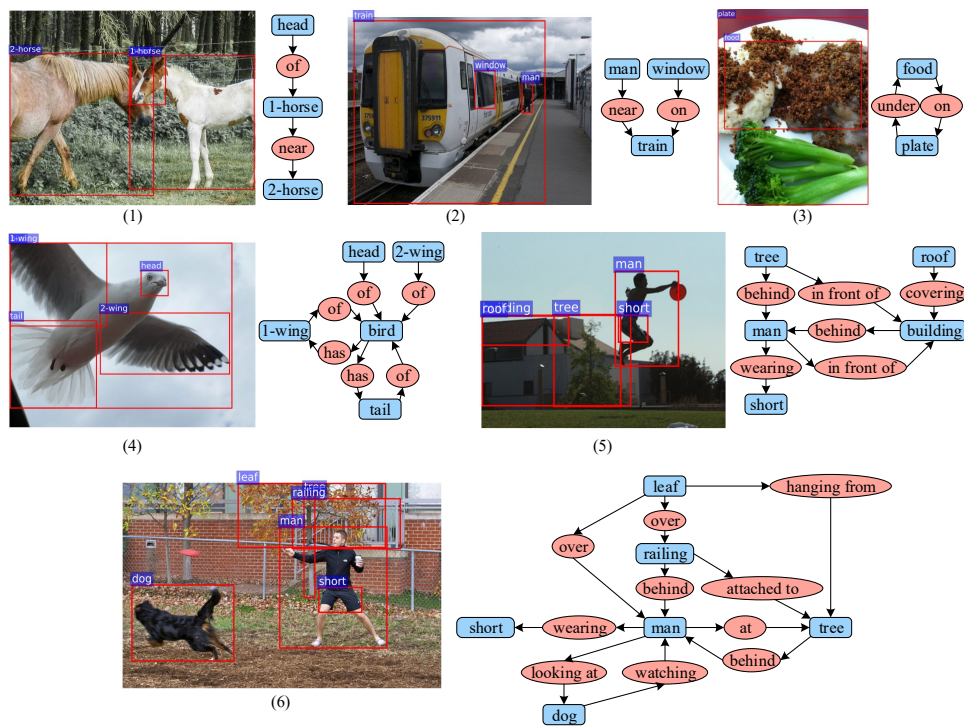 2-horse
1-horse
head
of
1-horse
near
2-horse
(1)
train
window
man
375911
man
window
near
on
train
(2)
plate
food
food
under
on
plate
(3)
1-wing
head
2-wing
tail
head
2-wing
of
of
of
1-wing
bird
has
has
of
tail
(4)
man
roof
ding
tree
short
tree
roof
behind
in front of
covering
man
behind
building
wearing
in front of
short
(5)
leaf
tree
railing
man
short
dog
leaf
hanging from
over
over
railing
behind
attached to
short
wearing
man
at
tree
behind
looking at
watching
dog
(6)